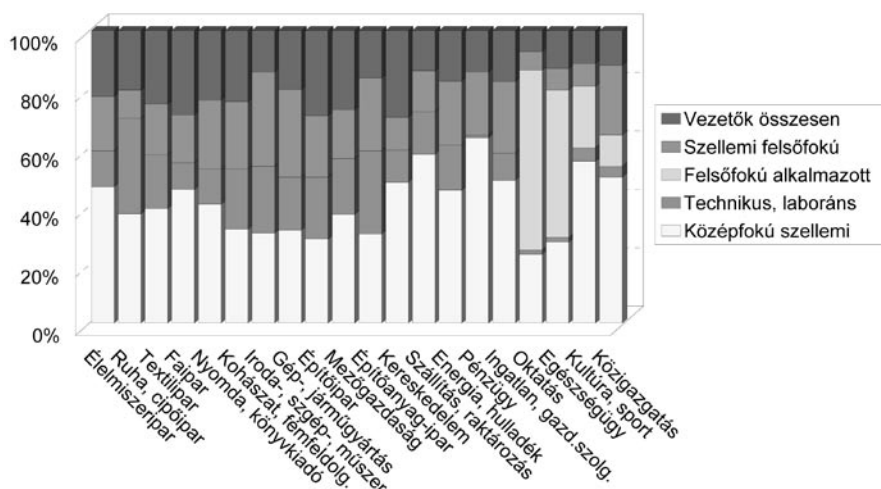 100%
80%
60%
40%
20%
0%
Élelmiszeripar
Ruha, cipőipar
Textilipar
Faipar
Nyomda, könyvkiadó
Kohászat, fémfeldolg.
Iroda-, szgép-, műszer
Gép-, járműgyártás
Építőipar
Mezőgazdaság
Építőanyag-ipar
Kereskedelem
Szállítás, raktározás
Energia, hulladék
Pénzügy
Ingatlan, gazd.szolg.
Oktatás
Egészségügy
Kultúra, sport
Közigazgatás
Vezetők összesen
Szellemi felsőfokú
Felsőfokú alkalmazott
Technikus, laboráns
Középfokú szellemi